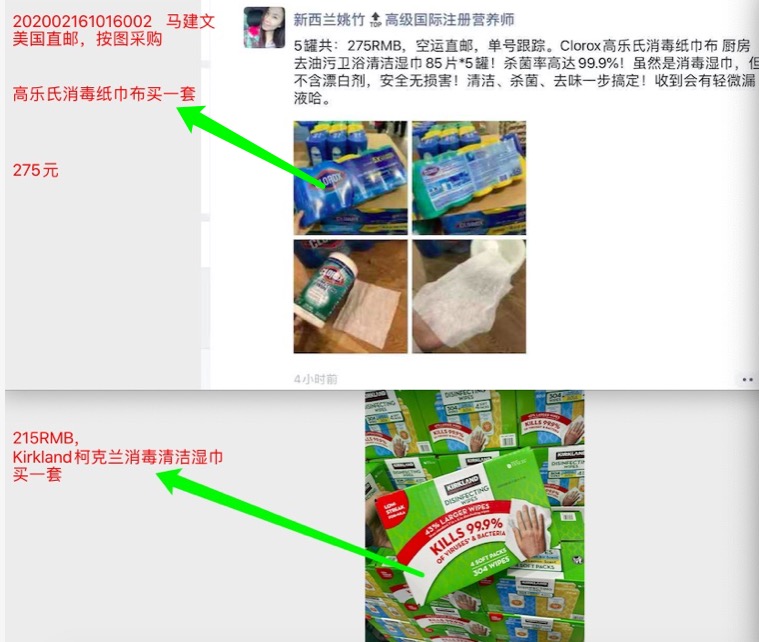 202002161016002 马建文
美国直邮，按图采购
高乐氏消毒纸巾布买一套
275元
新西兰姚竹 TOP 高级国际注册营养师
5罐共：275RMB，空运直邮，单号跟踪。Clorox高乐氏消毒纸巾布 厨房
去油污卫浴清洁湿巾85片*5罐！杀菌率高达99.9%！虽然是消毒湿巾，但
不含漂白剂，安全无损害！清洁、杀菌、去味一步搞定！收到会有轻微漏
液哈。
CLOROX
4小时前
215RMB，
Kirkland柯克兰消毒清洁湿巾
买一套
KIRKLAND
DISINFECTING
WIPES
LOW
STREAK
43% LARGER WIPES
KILLS 99.9%
OF VIRUSES* & BACTERIA
4 SOFT PACKS
304 WIPES